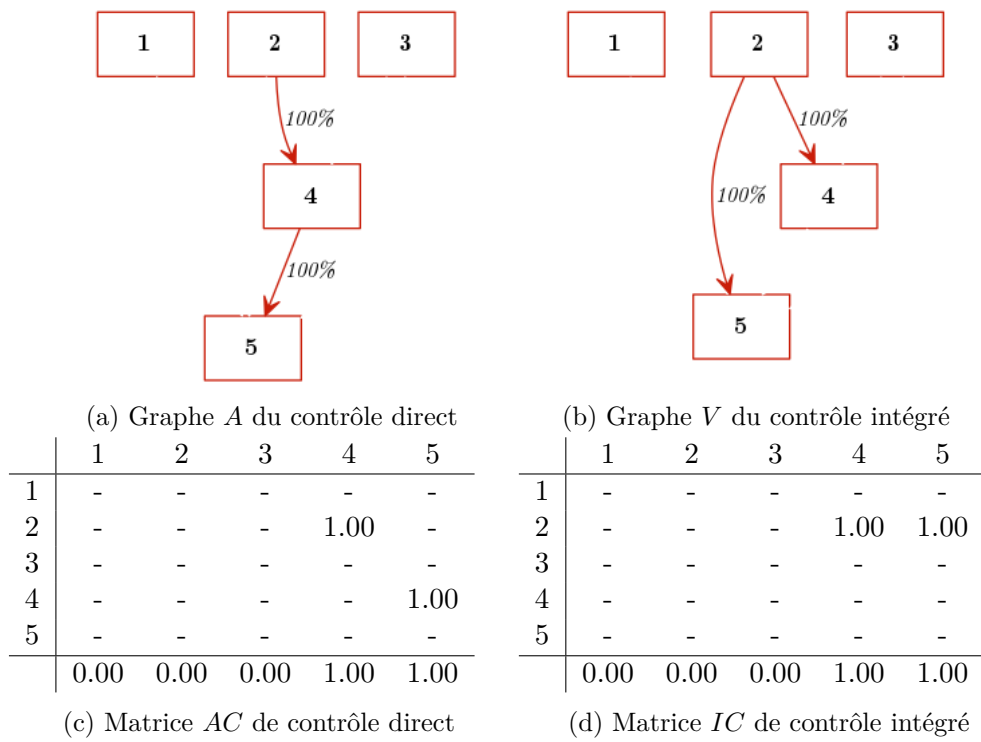 1 2 3
100%
4
100%
5
1 2 3
100%
4
100%
5
(a) Graphe A du contrôle direct
(b) Graphe V du contrôle intégré
1 2 3 4 5
1 - - - - -
2 - - - 1.00 -
3 - - - - -
4 - - - - 1.00
5 - - - - -
0.00 0.00 0.00 1.00 1.00
(c) Matrice AC de contrôle direct
1 2 3 4 5
1 - - - - -
2 - - - 1.00 1.00
3 - - - - -
4 - - - - -
5 - - - - -
0.00 0.00 0.00 1.00 1.00
(d) Matrice IC de contrôle intégré